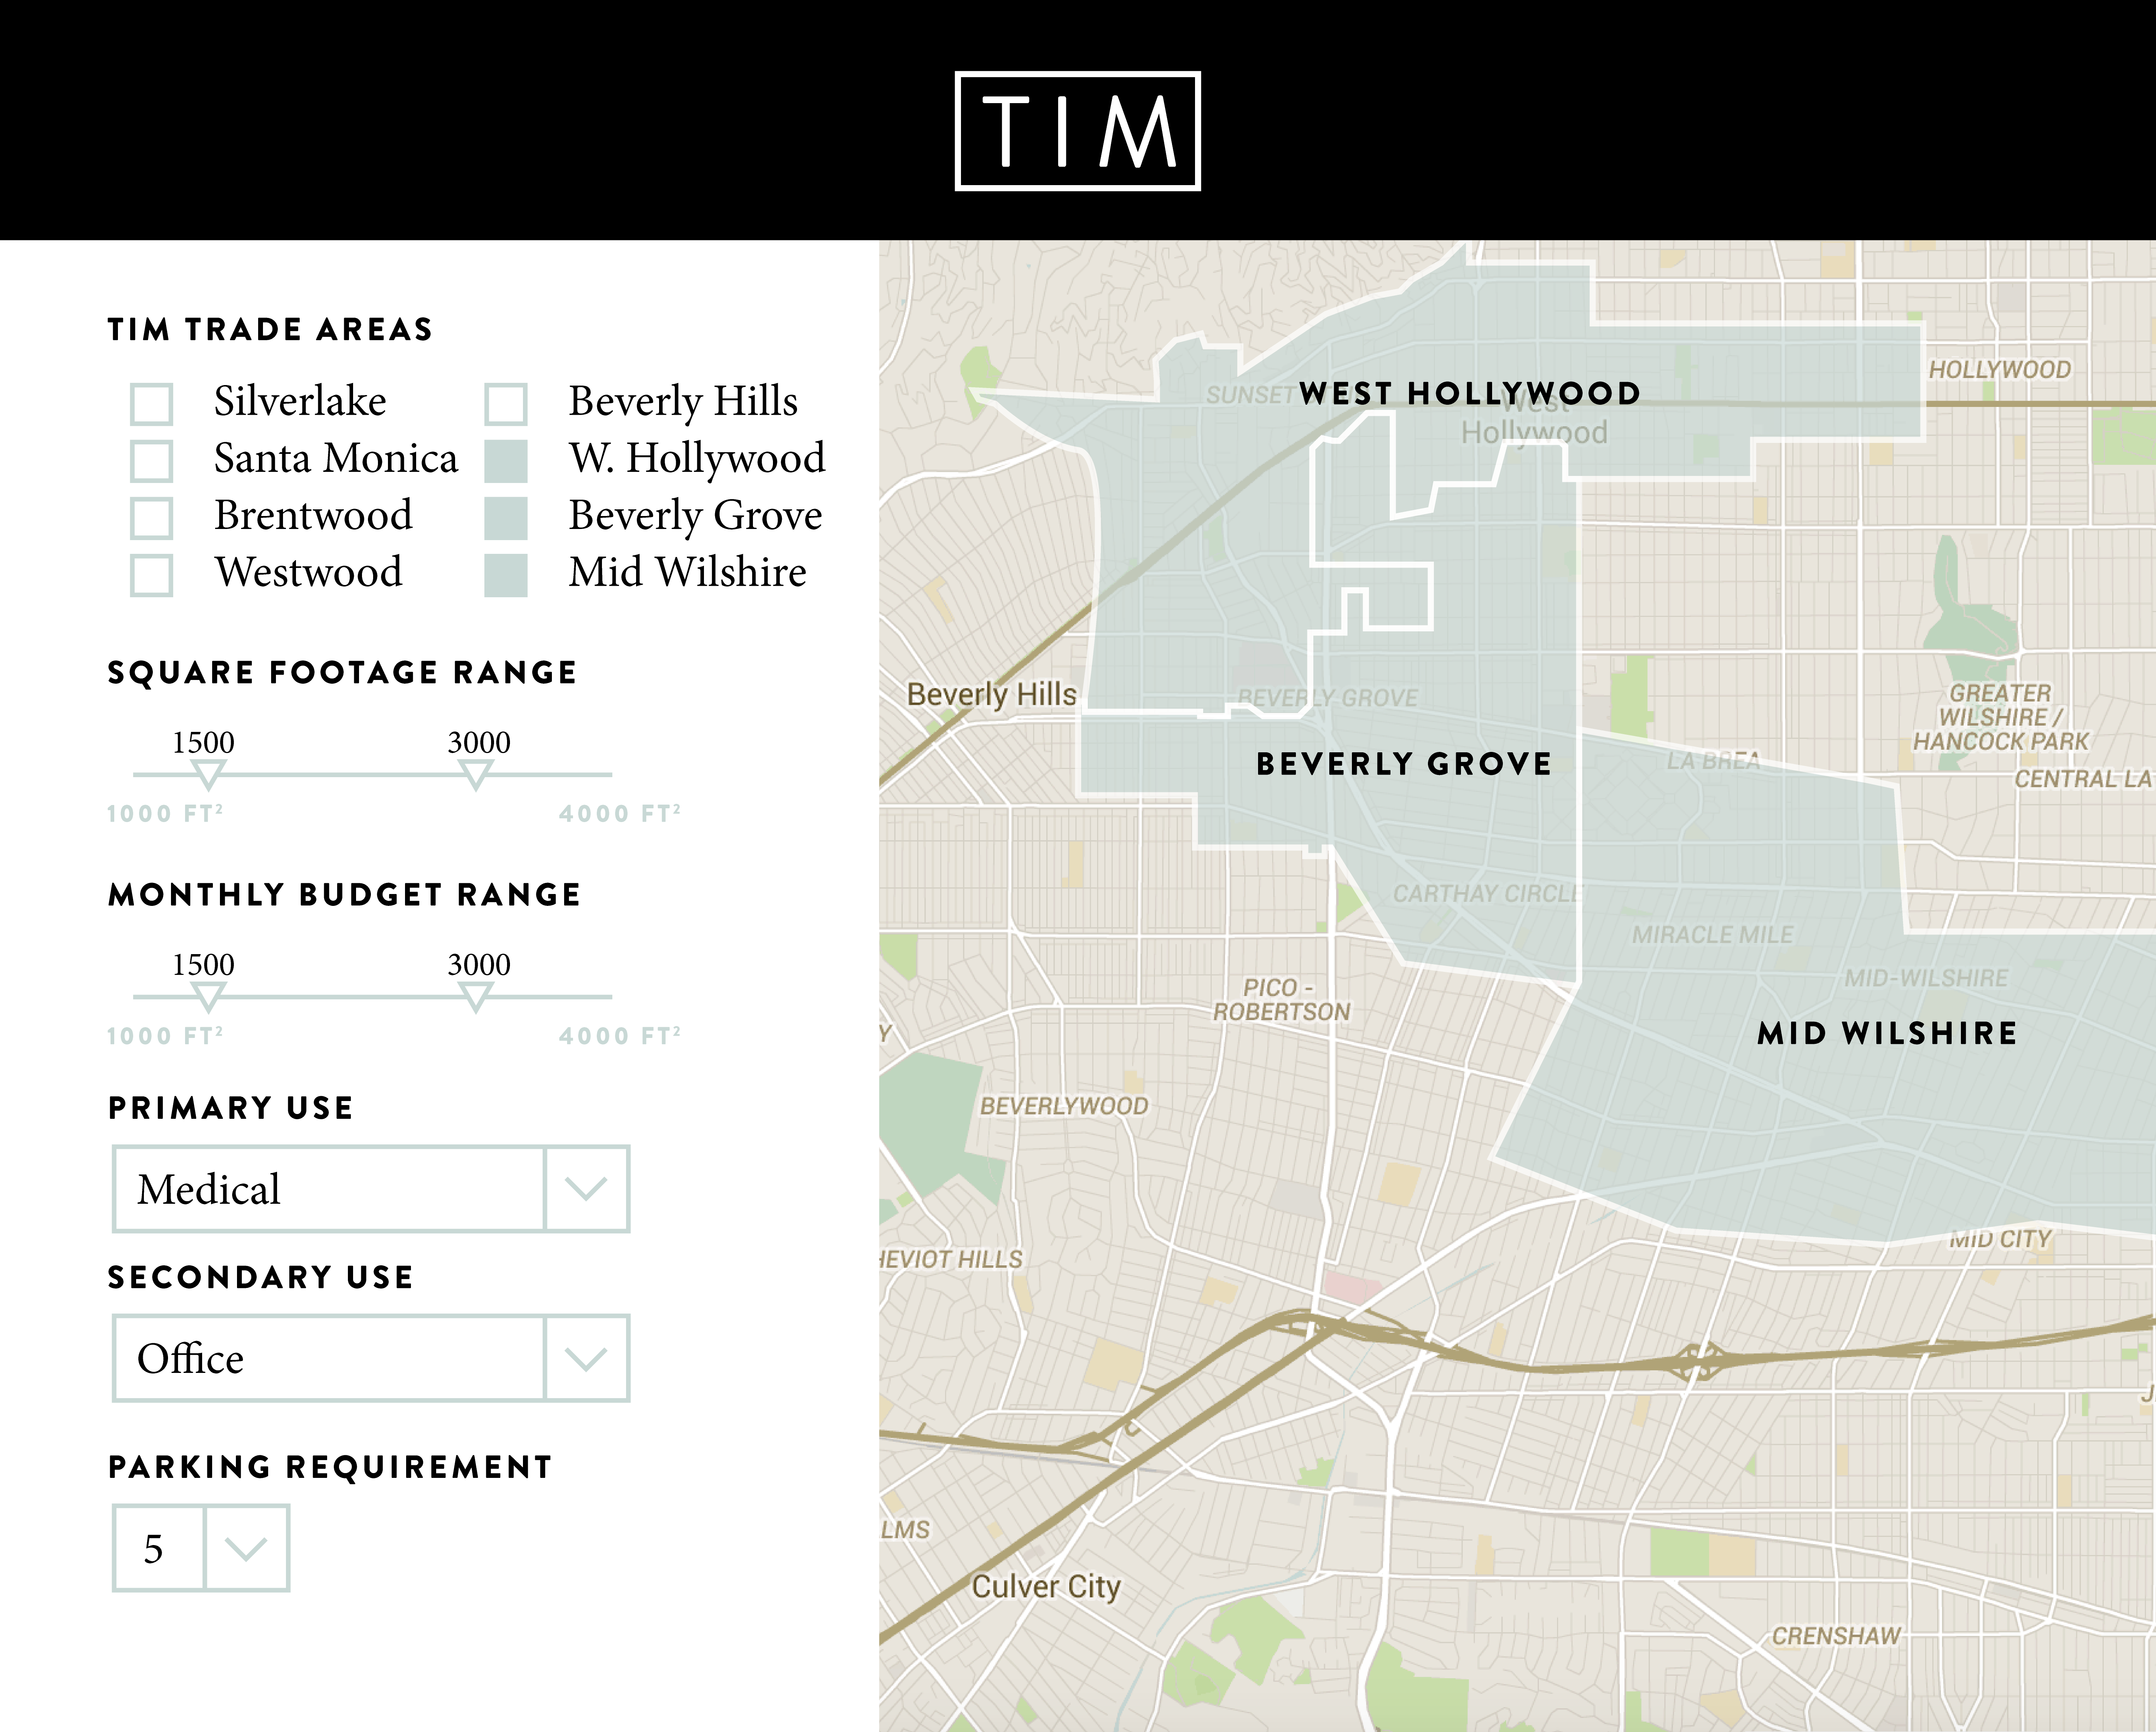 TIM
TIM TRADE AREAS
Silverlake
Beverly Hills
Santa Monica
W. Hollywood
Brentwood
Beverly Grove
Westwood
Mid Wilshire
SQUARE FOOTAGE RANGE
1500
3000
1000 FT²
4000 FT²
MONTHLY BUDGET RANGE
1500
3000
1000 FT²
4000 FT²
PRIMARY USE
Medical
SECONDARY USE
Office
PARKING REQUIREMENT
5
HOLLYWOOD
SUNSET
WEST HOLLYWOOD
West
Hollywood
Beverly Hills
BEVERLY GROVE
GREATER
WILSHIRE /
HANCOCK PARK
BEVERLY GROVE
LA BREA
CENTRAL LA
CARTHAY CIRCLE
MIRACLE MILE
MID-WILSHIRE
PICO -
ROBERTSON
MID WILSHIRE
Y
BEVERLYWOOD
MID CITY
HEVIOT HILLS
J
LMS
Culver City
CRENSHAW